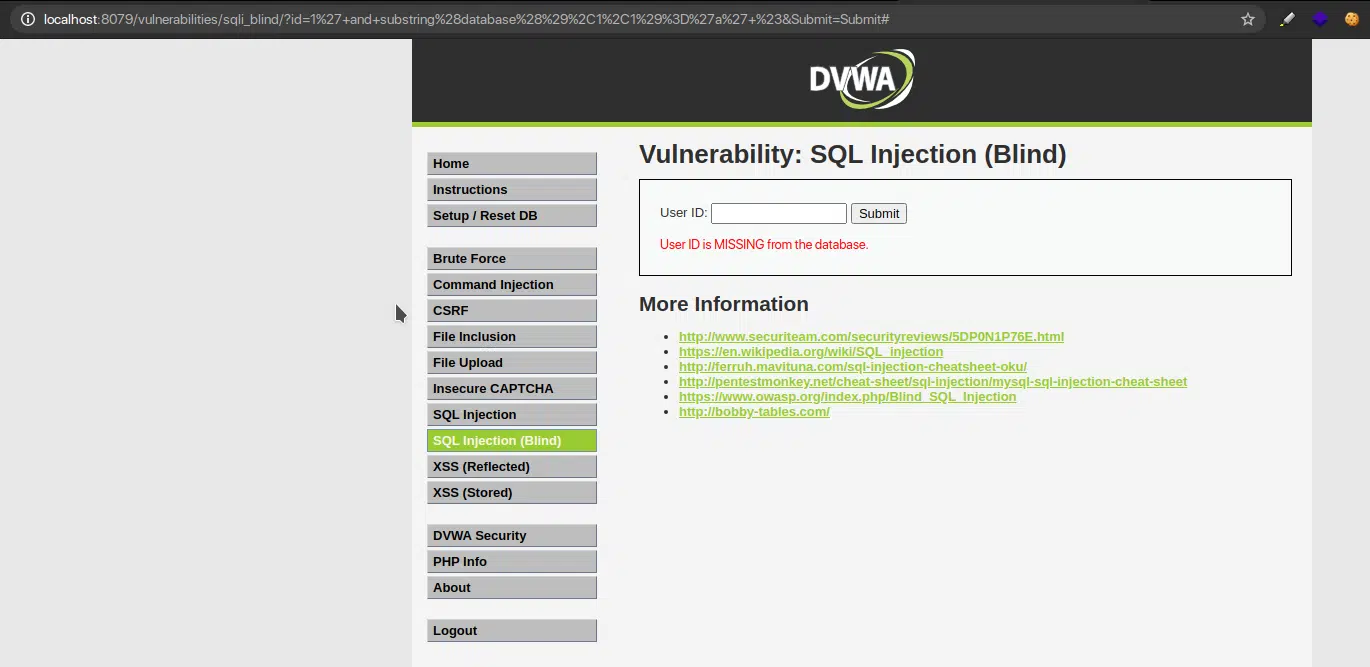 localhost:8079/vulnerabilities/sqli_blind/?id=1%27+and+substring%28database%28%29%2C1%2C1%29%3D%27a%27+%23&Submit=Submit#
DVWA
Home
Instructions
Setup / Reset DB
Brute Force
Command Injection
CSRF
File Inclusion
File Upload
Insecure CAPTCHA
SQL Injection
SQL Injection (Blind)
XSS (Reflected)
XSS (Stored)
DVWA Security
PHP Info
About
Logout
Vulnerability: SQL Injection (Blind)
User ID: Submit
User ID is MISSING from the database.
More Information
http://www.securiteam.com/securityreviews/5DP0N1P76E.html
https://en.wikipedia.org/wiki/SQL_injection
http://ferruh.mavituna.com/sql-injection-cheatsheet-oku/
http://pentestmonkey.net/cheat-sheet/sql-injection/mysql-sql-injection-cheat-sheet
https://www.owasp.org/index.php/Blind_SQL_Injection
http://bobby-tables.com/